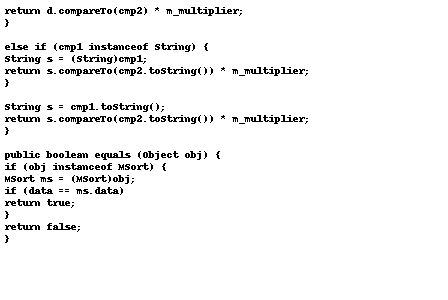 return d.compareTo(cmp2) * m_multiplier;
}
else if (cmp1 instanceof String) {
String s = (String)cmp1;
return s.compareTo(cmp2.toString()) * m_multiplier;
}
String s = cmp1.toString();
return s.compareTo(cmp2.toString()) * m_multiplier;
}
public boolean equals (Object obj) {
if (obj instanceof MSort) {
MSort ms = (MSort)obj;
if (data == ms.data)
return true;
}
return false;
}